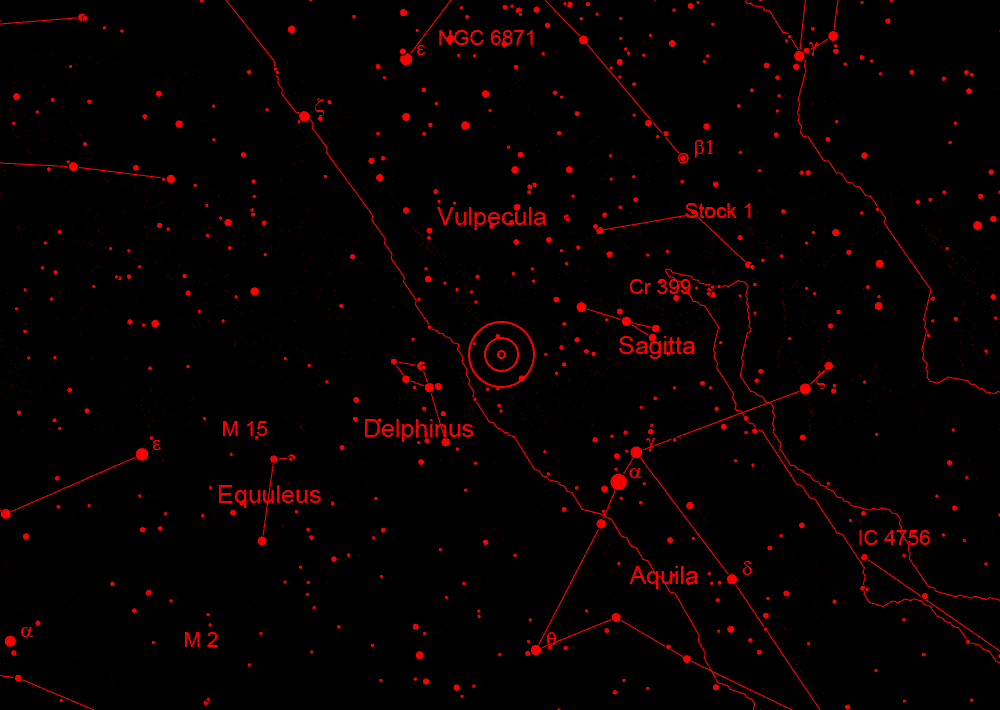 ε
NGC 6871
γ
ζ
β1
Vulpecula
Stock 1
Cr 399
Sagitta
ζ
M 15
Delphinus
ε
γ
α
Equuleus
IC 4756
Aquila
δ
α
M 2
θ